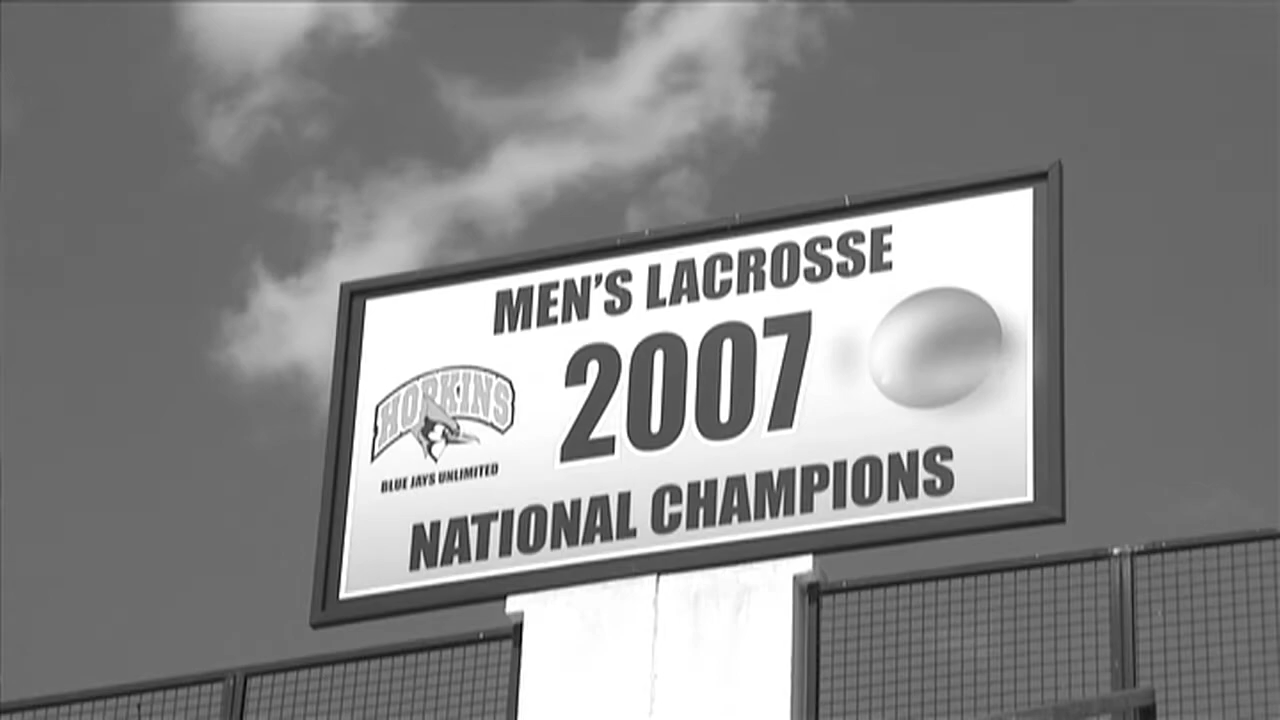 MEN'S LACROSSE
2007
HOPKINS
BLUE JAYS UNLIMITED
NATIONAL CHAMPIONS